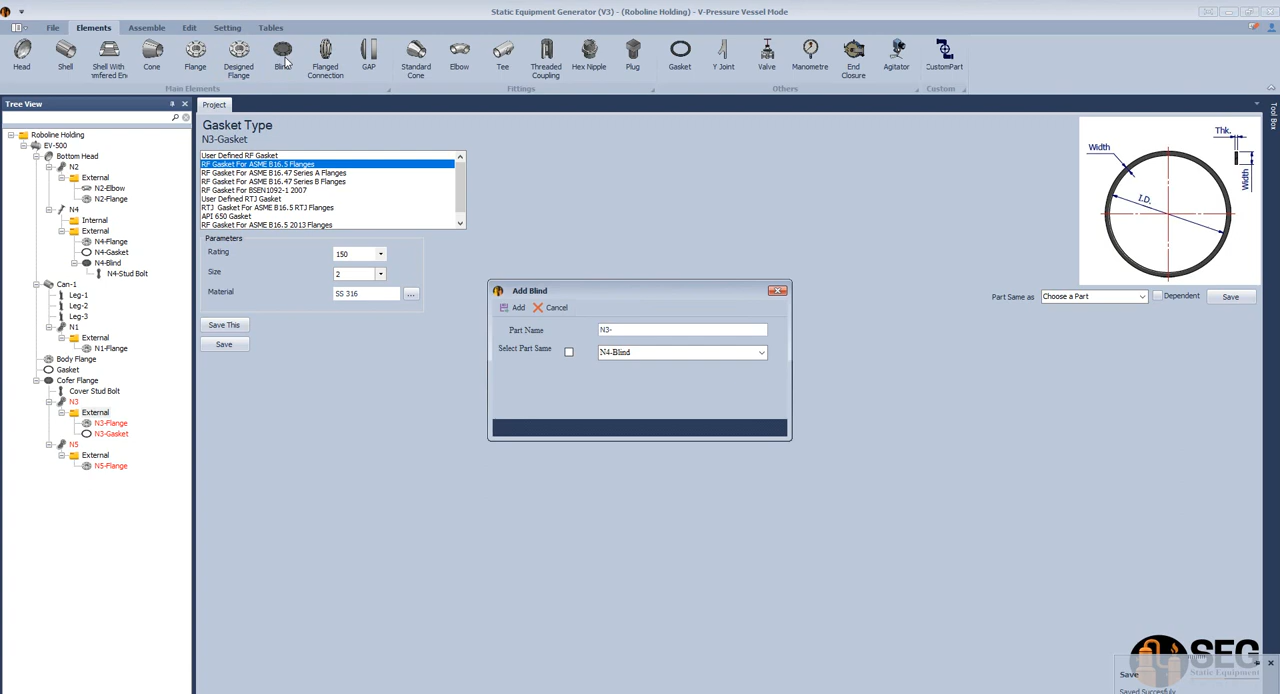 Static Equipment Generator (V3) - (Roboline Holding) - V-Pressure Vessel Mode
File Elements Assemble Edit Setting Tables
Head Shell Shell With Cone Flange Designed Blind Flanged GAP Standard Elbow Tee Threaded Hex Nipple Plug Gasket Y Joint Valve Manometre End Agitator CustomPart
mfered En Flange Connection Cone Coupling Closure
Main Elements Fittings Others Custom
Tree View
Project
Tool Box
Roboline Holding
EV-500
Bottom Head
N2
External
N2-Elbow
N2-Flange
N4
Internal
External
N4-Flange
N4-Gasket
N4-Blind
N4-Stud Bolt
Can-1
Leg-1
Leg-2
Leg-3
N1
External
N1-Flange
Body Flange
Gasket
Cofer Flange
Cover Stud Bolt
N3
External
N3-Flange
N3-Gasket
N5
External
N5-Flange
Gasket Type
N3-Gasket
User Defined RF Gasket
RF Gasket For ASME B16.5 Flanges
RF Gasket For ASME B16.47 Series A Flanges
RF Gasket For ASME B16.47 Series B Flanges
RF Gasket For BSEN1092-1 2007
User Defined RTJ Gasket
RTJ Gasket For ASME B16.5 RTJ Flanges
API 650 Gasket
RF Gasket For ASME B16.5 2013 Flanges
Parameters
Rating 150
Size 2
Material SS 316 ...
Save This
Save
Add Blind
Add Cancel
Part Name N3-
Select Part Same N4-Blind
Thk.
Width
Width
I.D.
Part Same as Choose a Part Dependent Save
SEG
Static Equipment
Save
Saved Succesfuly